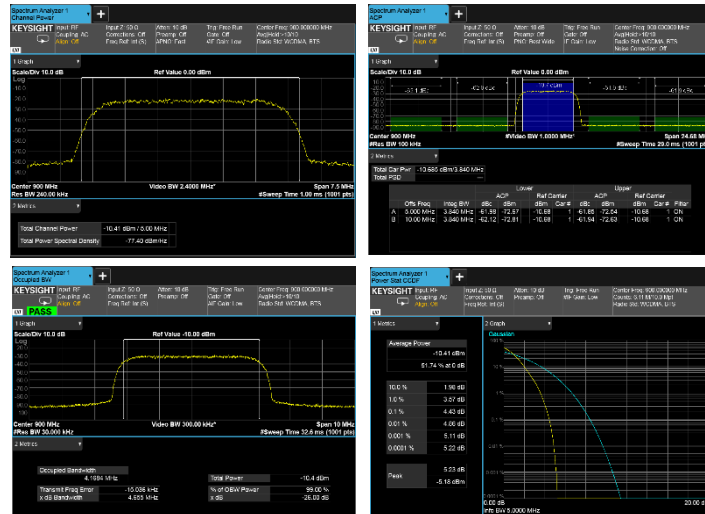 Spectrum Analyzer 1
Channel Power
+
KEYSIGHT Input: RF
Coupling: AC
Align: Off
Input Z: 50 Ω
Corrections: Off
Freq Ref: Int (S)
Atten: 10 dB
Preamp: Off
Trig: Free Run
Gate: Off
IF Gain: Low
Center Freq: 900.000000 MHz
Avg|Hold:>10/10
Radio Std: WCDMA, BTS
1 Graph
Scale/Div 10.0 dB
Ref Value 0.00 dBm
Log
Center 900 MHz
Video BW 2.4000 MHz*
Span 7.5 MHz
Res BW 240.00 kHz
#Sweep Time 1.00 ms (1001 pts)
2 Metrics
Total Channel Power
-10.41 dBm / 5.00 MHz
Total Power Spectral Density
-77.40 dBm/Hz
Spectrum Analyzer 1
ACP
+
KEYSIGHT Input: RF
Coupling: AC
Align: Off
Input Z: 50 Ω
Corrections: Off
Freq Ref: Int (S)
Atten: 10 dB
Preamp: Off
Trig: Free Run
Gate: Off
IF Gain: Low
Center Freq: 900.000000 MHz
Avg|Hold:>10/10
Radio Std: WCDMA, BTS
Noise Correction: Off
1 Graph
Scale/Div 10.0 dB
Ref Value 0.00 dBm
Center 900 MHz
#Video BW 1.0000 MHz*
Span 24.68 MHz
#Res BW 100 kHz
#Sweep Time 29.0 ms (1001 pts)
2 Metrics
Total Car Pwr -10.685 dBm/3.840 MHz
Total PSD ---
Lower Upper
ACP Ref Carrier ACP Ref Carrier
Offs Freq Integ BW dBc dBm dBm Car # dBc dBm dBm Car # Filter
A 5.000 MHz 3.840 MHz -61.98 -72.67 -10.68 1 -61.85 -72.54 -10.68 1 ON
B 10.00 MHz 3.840 MHz -62.12 -72.81 -10.68 1 -61.94 -72.63 -10.68 1 ON
Spectrum Analyzer 1
Occupied BW
+
KEYSIGHT Input: RF
Coupling: AC
Align: Off
Input Z: 50 Ω
Corrections: Off
Freq Ref: Int (S)
Atten: 10 dB
Preamp: Off
Trig: Free Run
Gate: Off
#IF Gain: Low
Center Freq: 900.000000 MHz
Avg|Hold:>10/10
Radio Std: WCDMA, BTS
PASS
1 Graph
Scale/Div 10.0 dB
Ref Value -10.00 dBm
Log
Center 900 MHz
Video BW 300.00 kHz*
Span 10 MHz
#Res BW 30.000 kHz
#Sweep Time 32.6 ms (1001 pts)
2 Metrics
Occupied Bandwidth
Total Power -10.4 dBm
Transmit Freq Error -15.036 kHz
% of OBW Power 99.00 %
x dB Bandwidth 4.655 MHz
x dB -26.00 dB
Spectrum Analyzer 1
Power Stat CCDF
+
KEYSIGHT Input: RF
Coupling: AC
Align: Off
Input Z: 50 Ω
Corrections: Off
Freq Ref: Int (S)
Atten: 10 dB
Preamp: Off
Trig: Free Run
#IF Gain: Low
Center Freq: 900.000000 MHz
Radio Std: WCDMA, BTS
1 Metrics
Average Power
-10.41 dBm
51.74 % at 0 dB
10.0 % 1.98 dB
1.0 % 3.57 dB
0.1 % 4.43 dB
0.01 % 4.86 dB
0.001 % 5.11 dB
0.0001 % 5.22 dB
Peak
5.23 dB
-5.18 dBm
2 Graph
Gaussian
0.00 dB
20.00 d
Info BW 5.0000 MHz